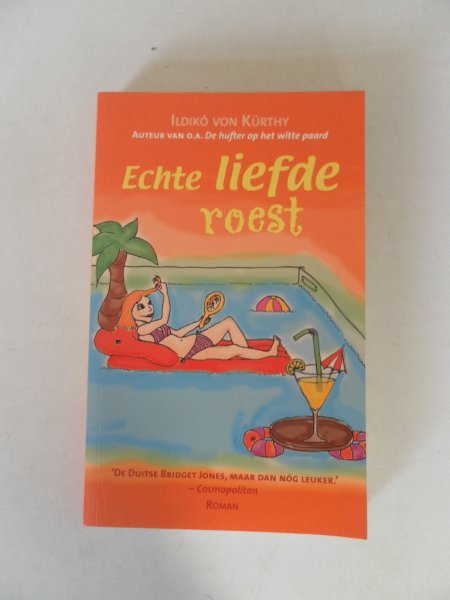 Ildikó von Kürthy
Auteur van o.a. De hufter op het witte paard
Echte liefde
roest
'De Duitse Bridget Jones, maar dan nóg leuker.'
– Cosmopolitan
Roman